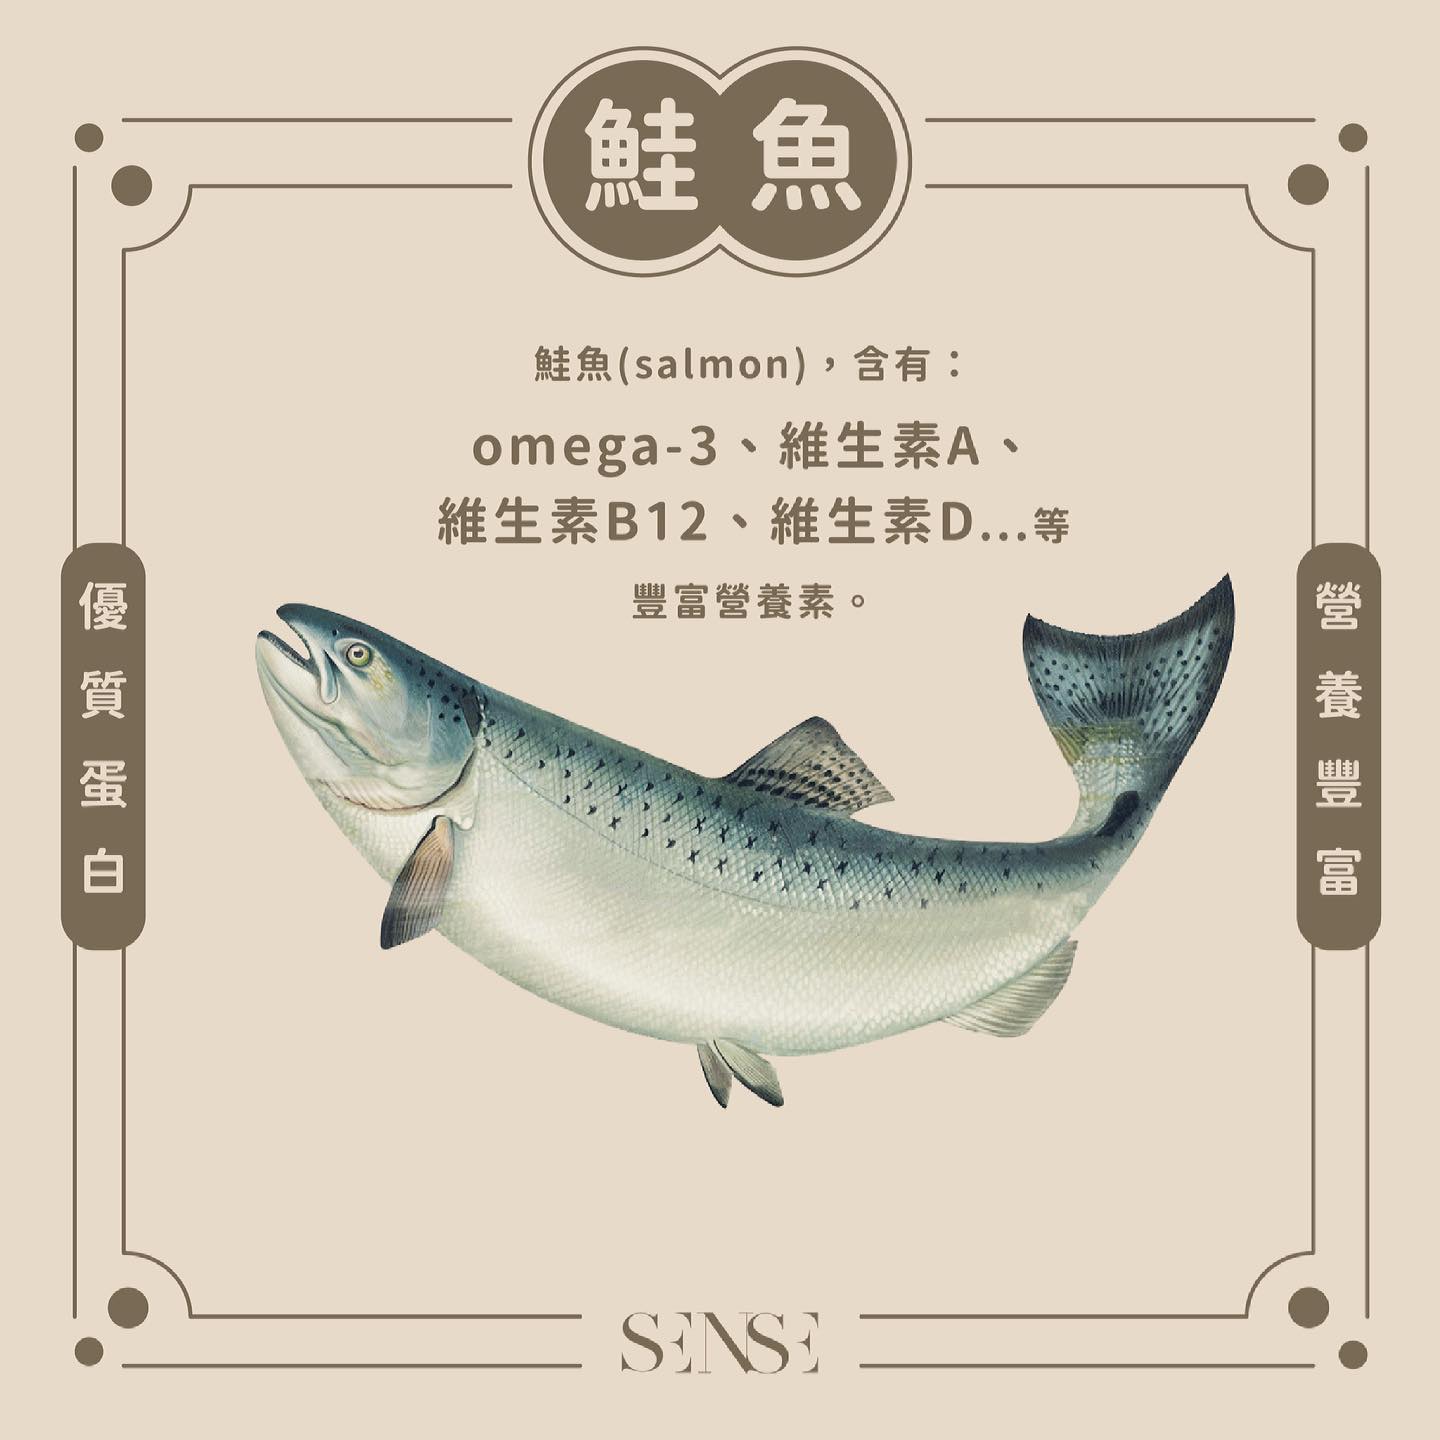 鮭魚
鮭魚(salmon)，含有：
omega-3、維生素A、
維生素B12、維生素D...等
豐富營養素。
優質蛋白
營養豐富
SENSE